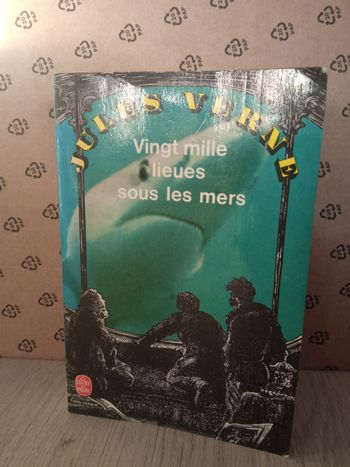 JULES VERNE
Vingt mille
lieues
sous les mers